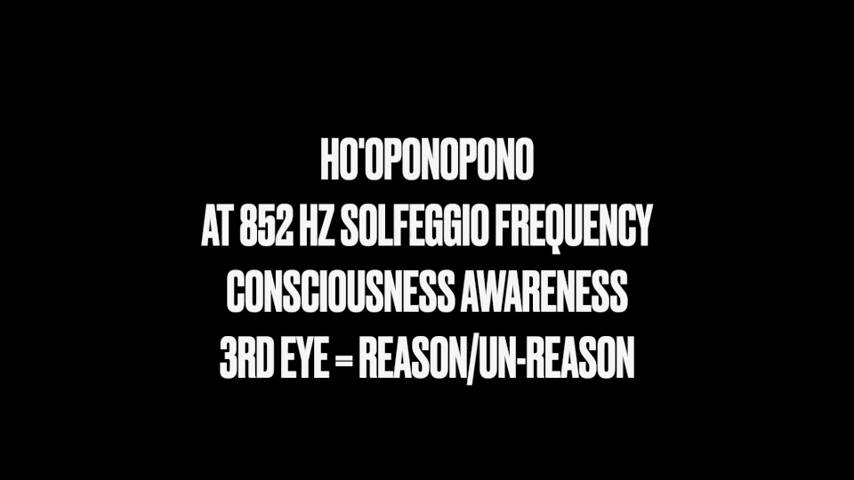 HO'OPONOPONO
AT 852 HZ SOLFEGGIO FREQUENCY
CONSCIOUSNESS AWARENESS
3RD EYE = REASON/UN-REASON